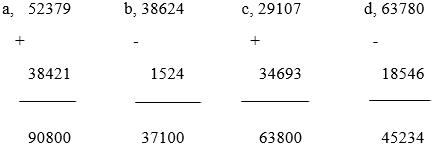 a, 52379 b, 38624 c, 29107 d, 63780
+ - + -
38421 1524 34693 18546
90800 37100 63800 45234